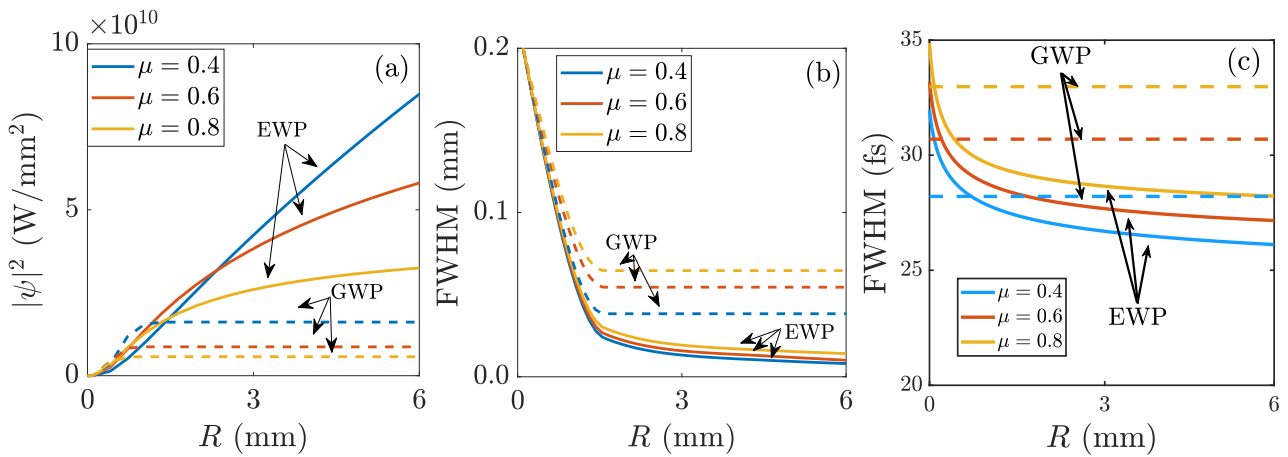 10 ×10^10
μ = 0.4
μ = 0.6
μ = 0.8
(a)
EWP
GWP
5
0
0 3 6
|ψ|² (W/mm²)
R (mm)
0.2
μ = 0.4
μ = 0.6
μ = 0.8
(b)
GWP
EWP
0.1
0.0
0 3 6
FWHM (mm)
R (mm)
35
GWP
(c)
30
25
EWP
μ = 0.4
μ = 0.6
μ = 0.8
20
0 3 6
FWHM (fs)
R (mm)